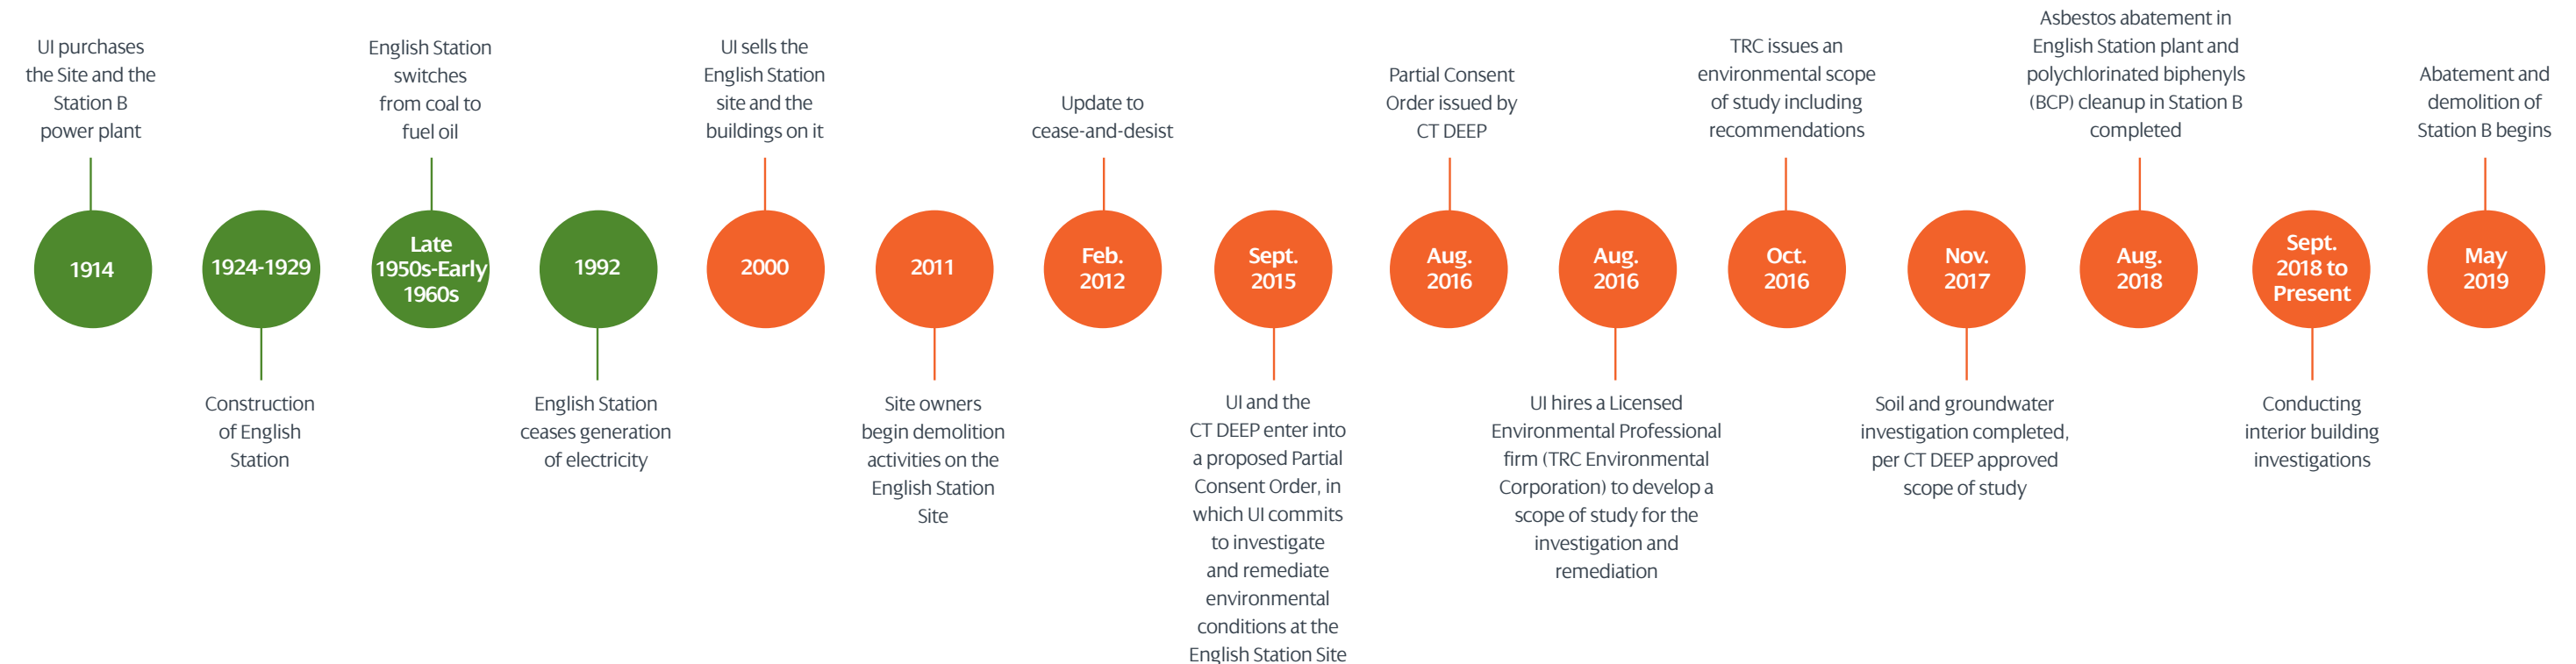 UI purchases
the Site and the
Station B
power plant
1914
1924-1929
Construction
of English
Station
English Station
switches
from coal to
fuel oil
Late
1950s-Early
1960s
1992
English Station
ceases generation
of electricity
UI sells the
English Station
site and the
buildings on it
2000
2011
Site owners
begin demolition
activities on the
English Station
Site
Update to
cease-and-desist
Feb.
2012
Sept.
2015
UI and the
CT DEEP enter into
a proposed Partial
Consent Order, in
which UI commits
to investigate
and remediate
environmental
conditions at the
English Station Site
Partial Consent
Order issued by
CT DEEP
Aug.
2016
Aug.
2016
UI hires a Licensed
Environmental Professional
firm (TRC Environmental
Corporation) to develop a
scope of study for the
investigation and
remediation
TRC issues an
environmental scope
of study including
recommendations
Oct.
2016
Nov.
2017
Soil and groundwater
investigation completed,
per CT DEEP approved
scope of study
Asbestos abatement in
English Station plant and
polychlorinated biphenyls
(BCP) cleanup in Station B
completed
Aug.
2018
Sept.
2018 to
Present
Conducting
interior building
investigations
Abatement and
demolition of
Station B begins
May
2019